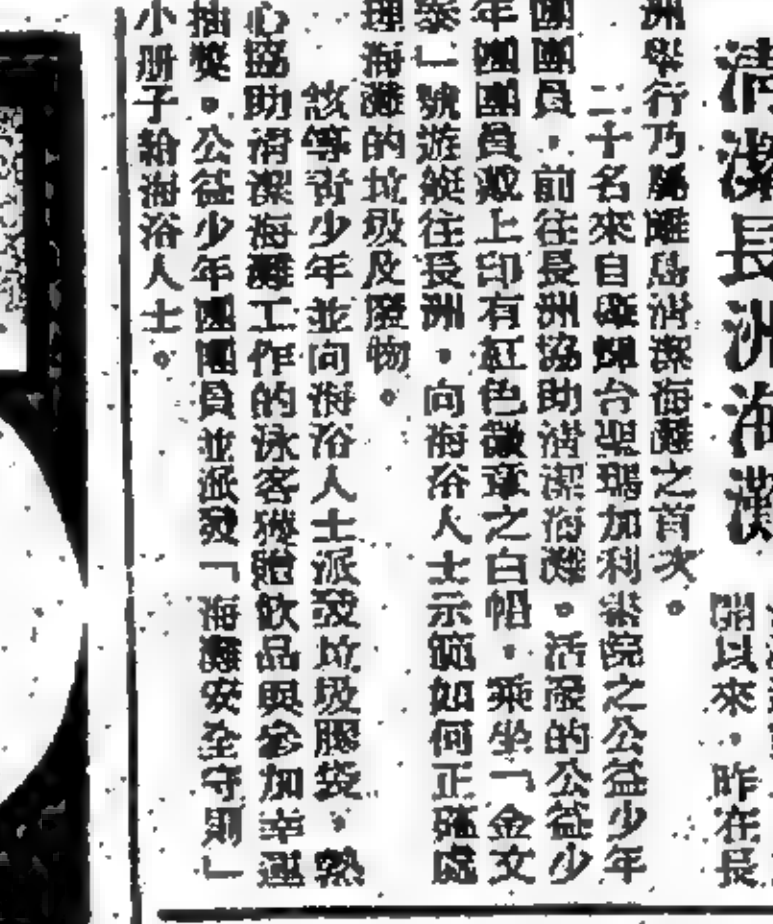 清潔長洲海灘
開以來，昨在長
洲舉行乃屬離島清潔海灘之首次。
二十名來自礦輝台聖瑪加利書院之公益少年
團團員，前往長洲協助清潔海灘。活潑的公益少
年團團員戴上印有紅色徽章之白帽，乘坐「金文
泰」號遊艇往長洲，向海浴人士示範如何正確處
理海灘的垃圾及廢物。
該等青少年並向海浴人士派發垃圾膠袋，熱
心協助清潔海灘工作的泳客獲贈飲品與參加幸運
抽獎。公益少年團團員並派發「海灘安全守則」
小册子給海浴人士。